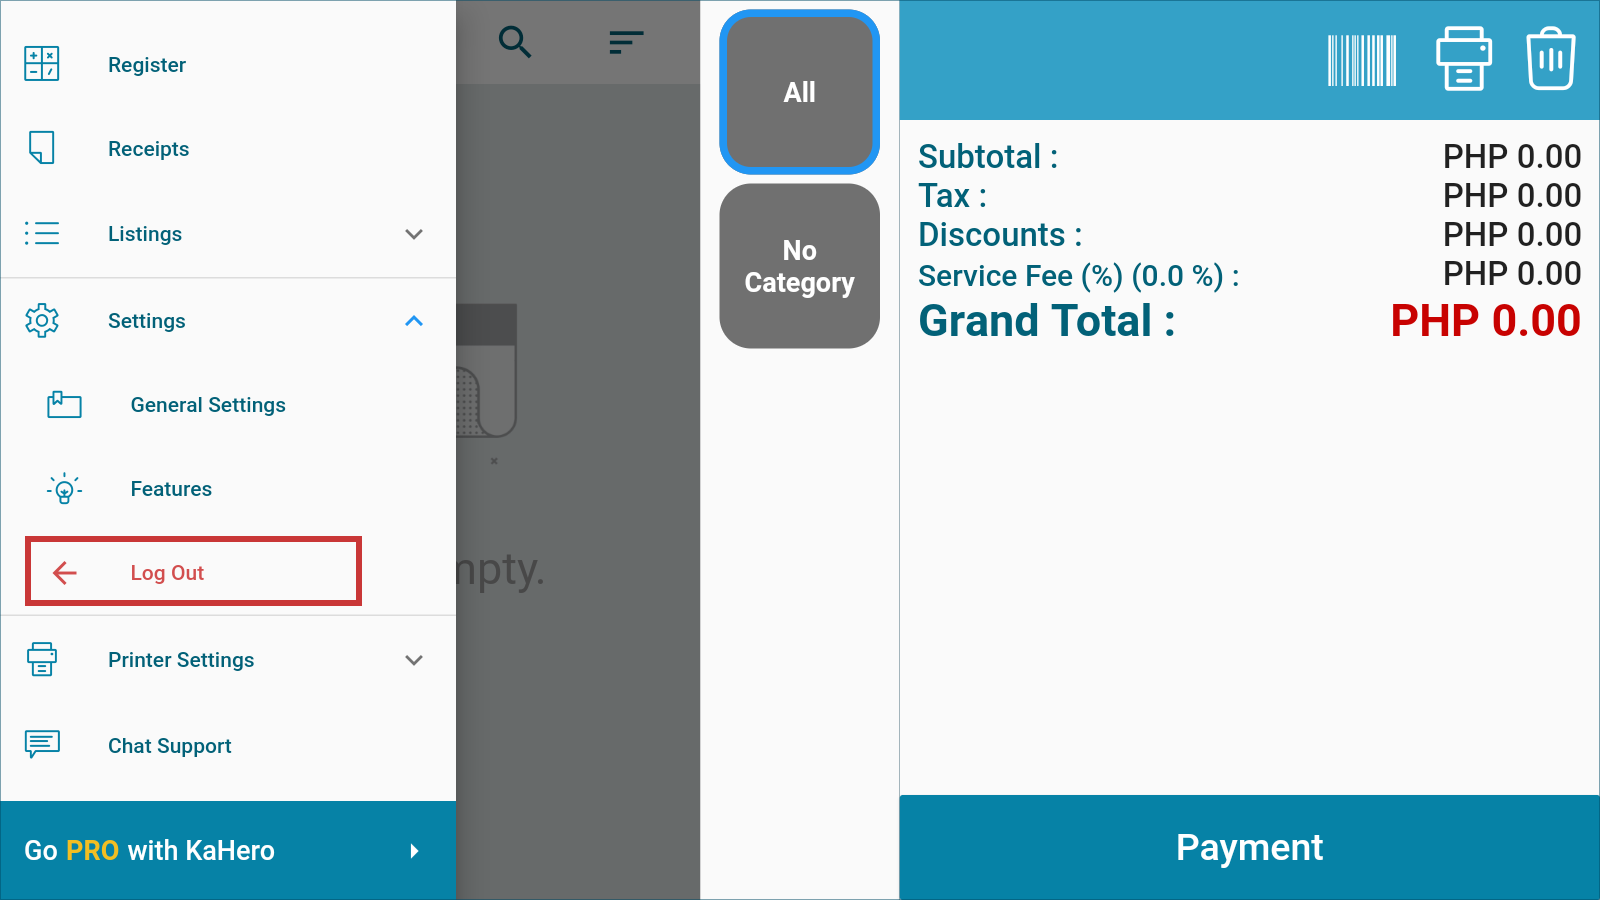 Register
Receipts
Listings
Settings
General Settings
Features
Log Out
Printer Settings
Chat Support
Go PRO with KaHero
All
No
Category
Subtotal : PHP 0.00
Tax : PHP 0.00
Discounts : PHP 0.00
Service Fee (%) (0.0 %) : PHP 0.00
Grand Total : PHP 0.00
Payment